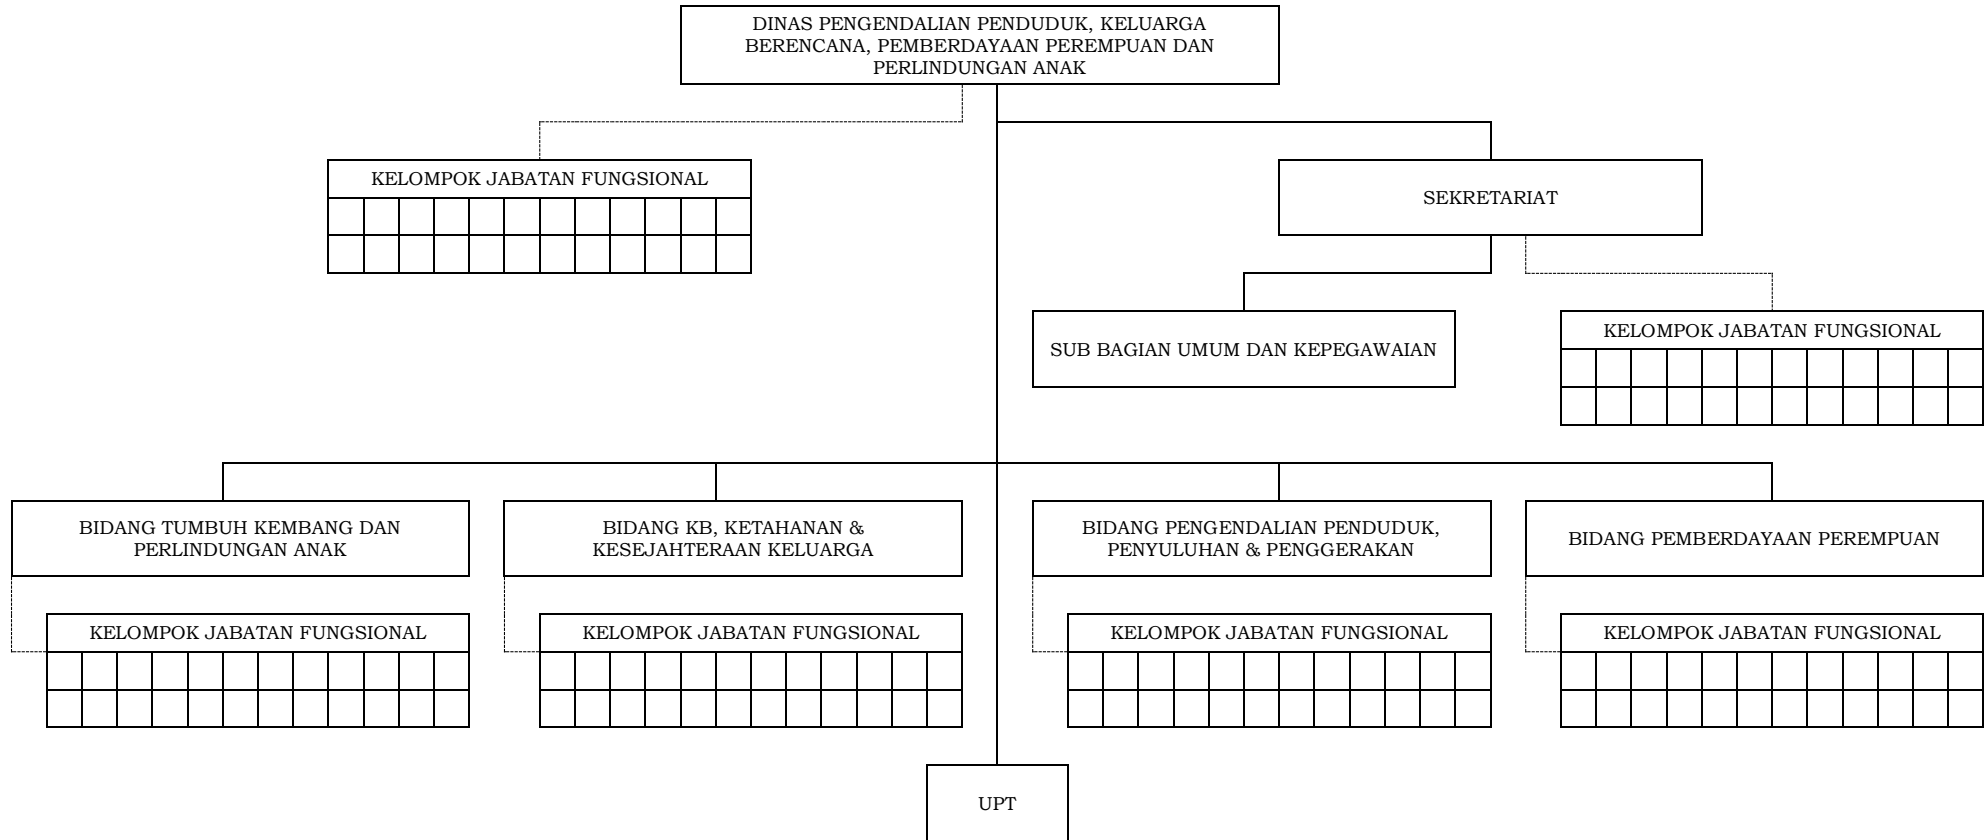 DINAS PENGENDALIAN PENDUDUK, KELUARGA
BERENCANA, PEMBERDAYAAN PEREMPUAN DAN
PERLINDUNGAN ANAK
KELOMPOK JABATAN FUNGSIONAL
SEKRETARIAT
SUB BAGIAN UMUM DAN KEPEGAWAIAN
KELOMPOK JABATAN FUNGSIONAL
BIDANG TUMBUH KEMBANG DAN
PERLINDUNGAN ANAK
BIDANG KB, KETAHANAN &
KESEJAHTERAAN KELUARGA
BIDANG PENGENDALIAN PENDUDUK,
PENYULUHAN & PENGGERAKAN
BIDANG PEMBERDAYAAN PEREMPUAN
KELOMPOK JABATAN FUNGSIONAL
KELOMPOK JABATAN FUNGSIONAL
KELOMPOK JABATAN FUNGSIONAL
KELOMPOK JABATAN FUNGSIONAL
UPT